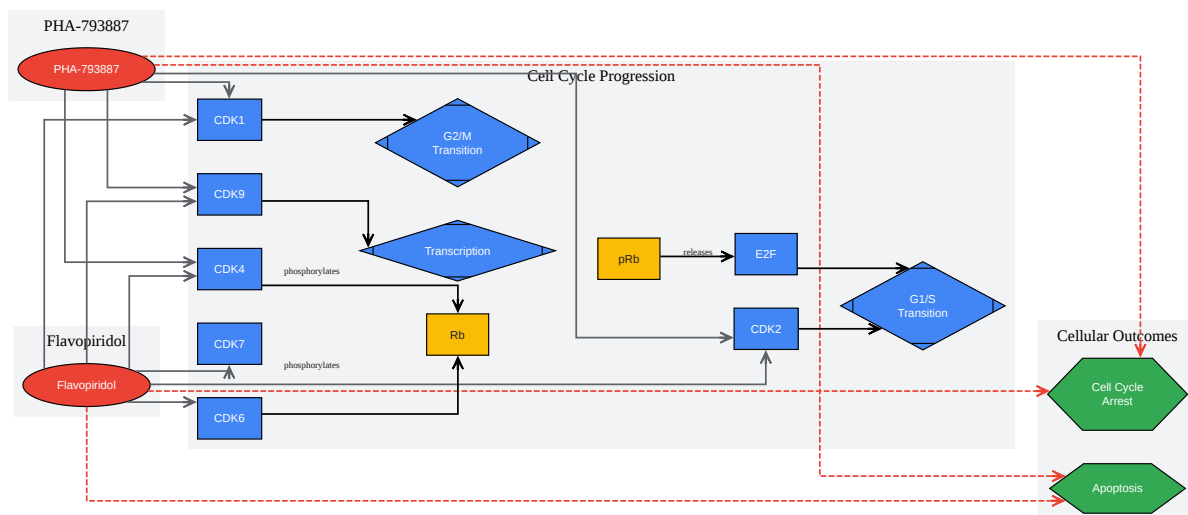 PHA-793887
PHA-793887
Cell Cycle Progression
CDK1
G2/M
Transition
CDK9
Transcription
pRb
releases
E2F
CDK4
phosphorylates
G1/S
Transition
Rb
CDK2
CDK7
Flavopiridol
Flavopiridol
phosphorylates
CDK6
Cellular Outcomes
Cell Cycle
Arrest
Apoptosis